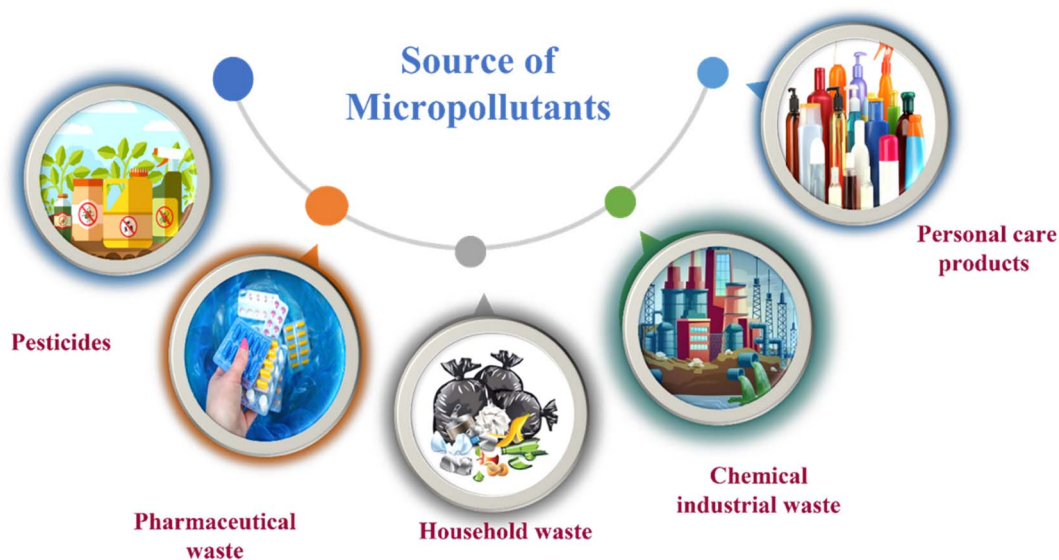 Source of
Micropollutants
Personal care
products
Pesticides
Chemical
industrial waste
Pharmaceutical
waste
Household waste